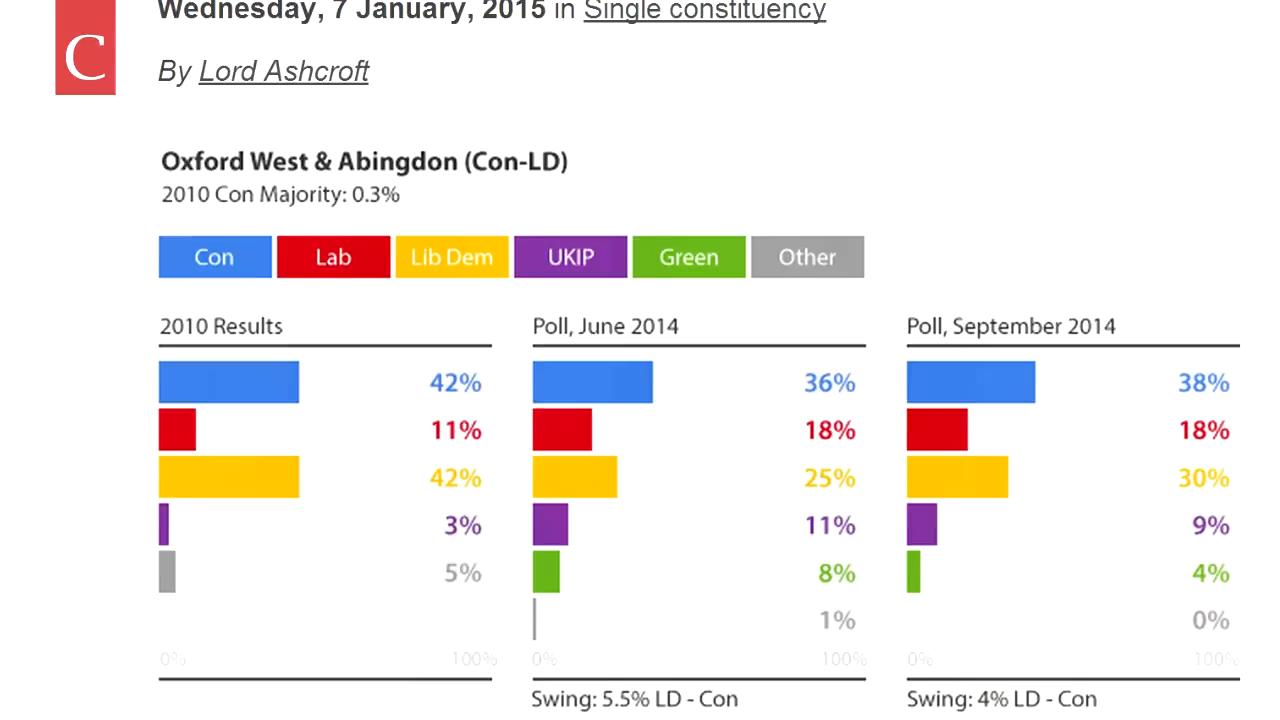 Wednesday, 7 January, 2015 in Single constituency
C
By Lord Ashcroft
Oxford West & Abingdon (Con-LD)
2010 Con Majority: 0.3%
Con Lab Lib Dem UKIP Green Other
2010 Results Poll, June 2014 Poll, September 2014
42% 36% 38%
11% 18% 18%
42% 25% 30%
3% 11% 9%
5% 8% 4%
1% 0%
0% 100% 0% 100% 0% 100%
Swing: 5.5% LD - Con Swing: 4% LD - Con